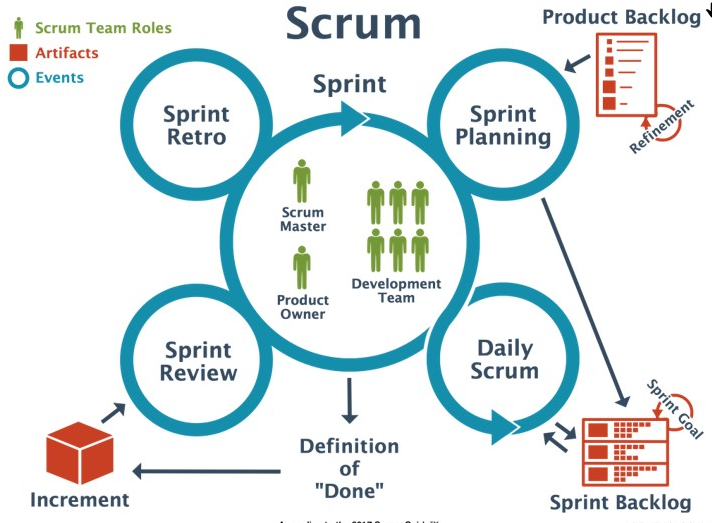 Scrum
Scrum Team Roles
Artifacts
Events
Product Backlog
Refinement
Sprint
Sprint
Retro
Sprint
Planning
Scrum
Master
Product
Owner
Development
Team
Sprint
Review
Daily
Scrum
Sprint Goal
Definition
of
"Done"
Increment
Sprint Backlog